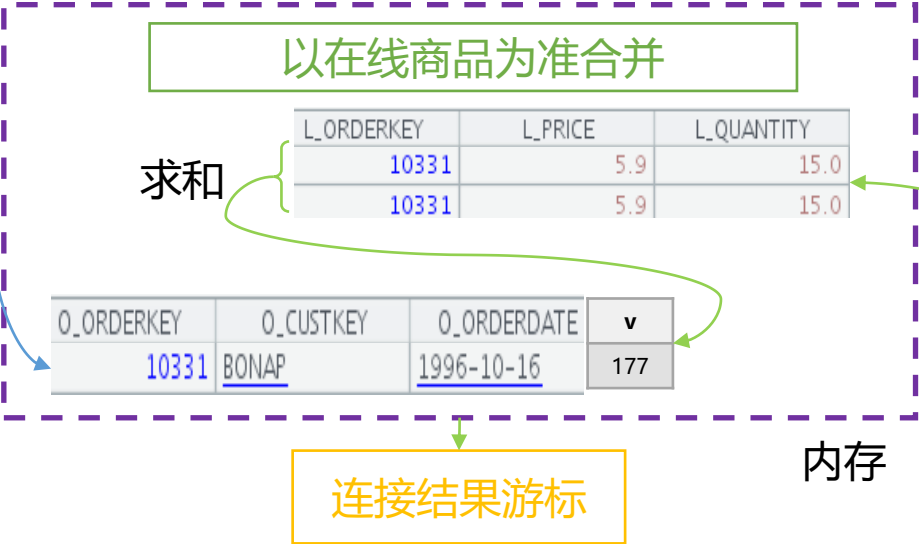 以在线商品为准合并
L_ORDERKEY L_PRICE L_QUANTITY
10331 5.9 15.0
求和
10331 5.9 15.0
O_ORDERKEY O_CUSTKEY O_ORDERDATE v
10331 BONAP 1996-10-16 177
内存
连接结果游标